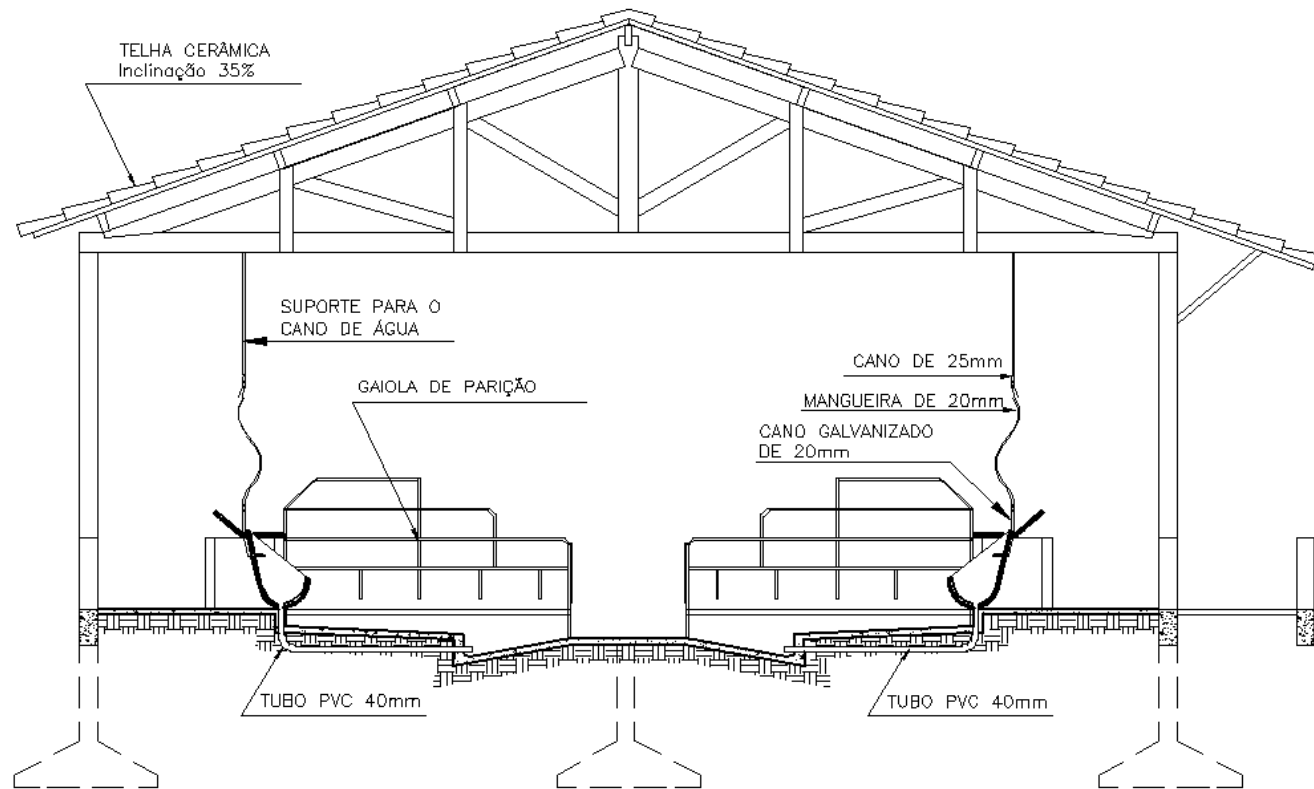 TELHA CERÂMICA
Inclinação 35%
SUPORTE PARA O
CANO DE ÁGUA
GAIOLA DE PARIÇÃO
CANO DE 25mm
MANGUEIRA DE 20mm
CANO GALVANIZADO
DE 20mm
TUBO PVC 40mm
TUBO PVC 40mm